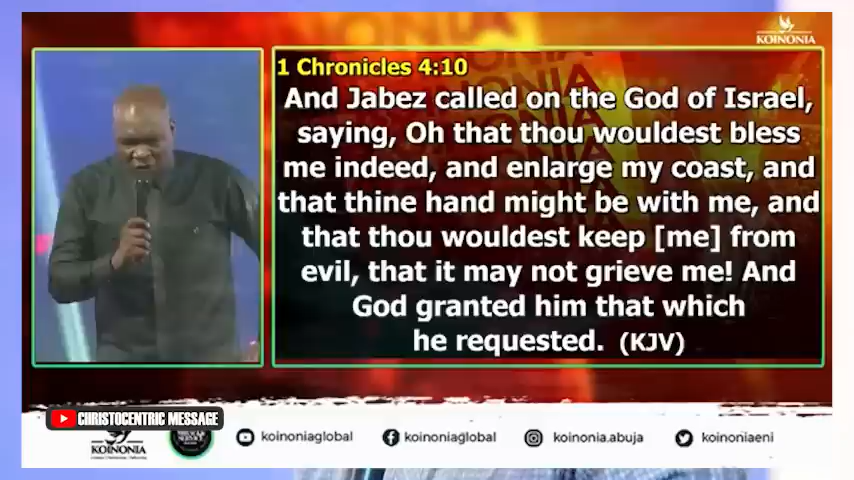 KOINONIA
1 Chronicles 4:10
And Jabez called on the God of Israel,
saying, Oh that thou wouldest bless
me indeed, and enlarge my coast, and
that thine hand might be with me, and
that thou wouldest keep [me] from
evil, that it may not grieve me! And
God granted him that which
he requested. (KJV)
CHRISTOCENTRIC MESSAGE
KOINONIA
SERVICE
koinoniaglobal
koinoniaglobal
koinonia.abuja
koinoniaeni